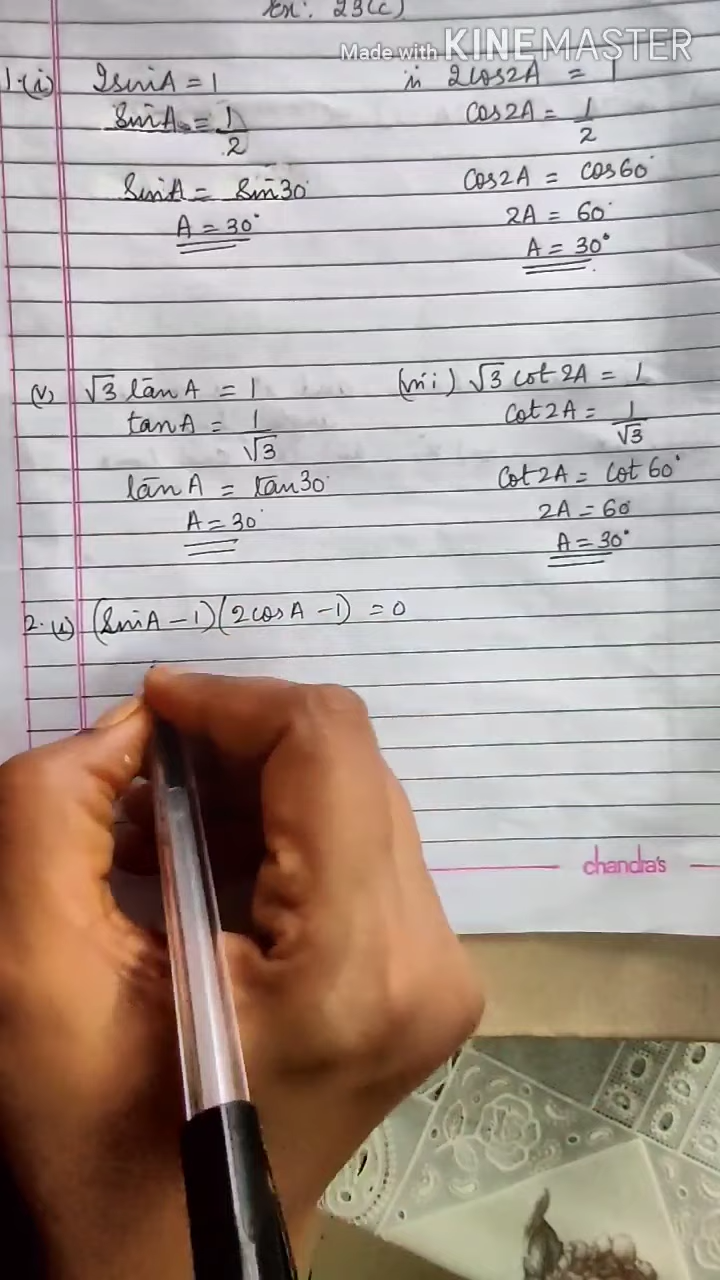 Ex: 23(c)
Made with KINEMASTER
1.(i) 2sinA = 1
sinA = 1/2
sinA = sin30°
A = 30°
ii 2cos2A = 1
cos2A = 1/2
cos2A = cos60°
2A = 60°
A = 30°
(v) √3 tanA = 1
tanA = 1/√3
tanA = tan30°
A = 30°
(vii) √3 cot2A = 1
cot2A = 1/√3
cot2A = cot60°
2A = 60°
A = 30°
2.(i) (sinA - 1)(2cosA - 1) = 0
chandra's